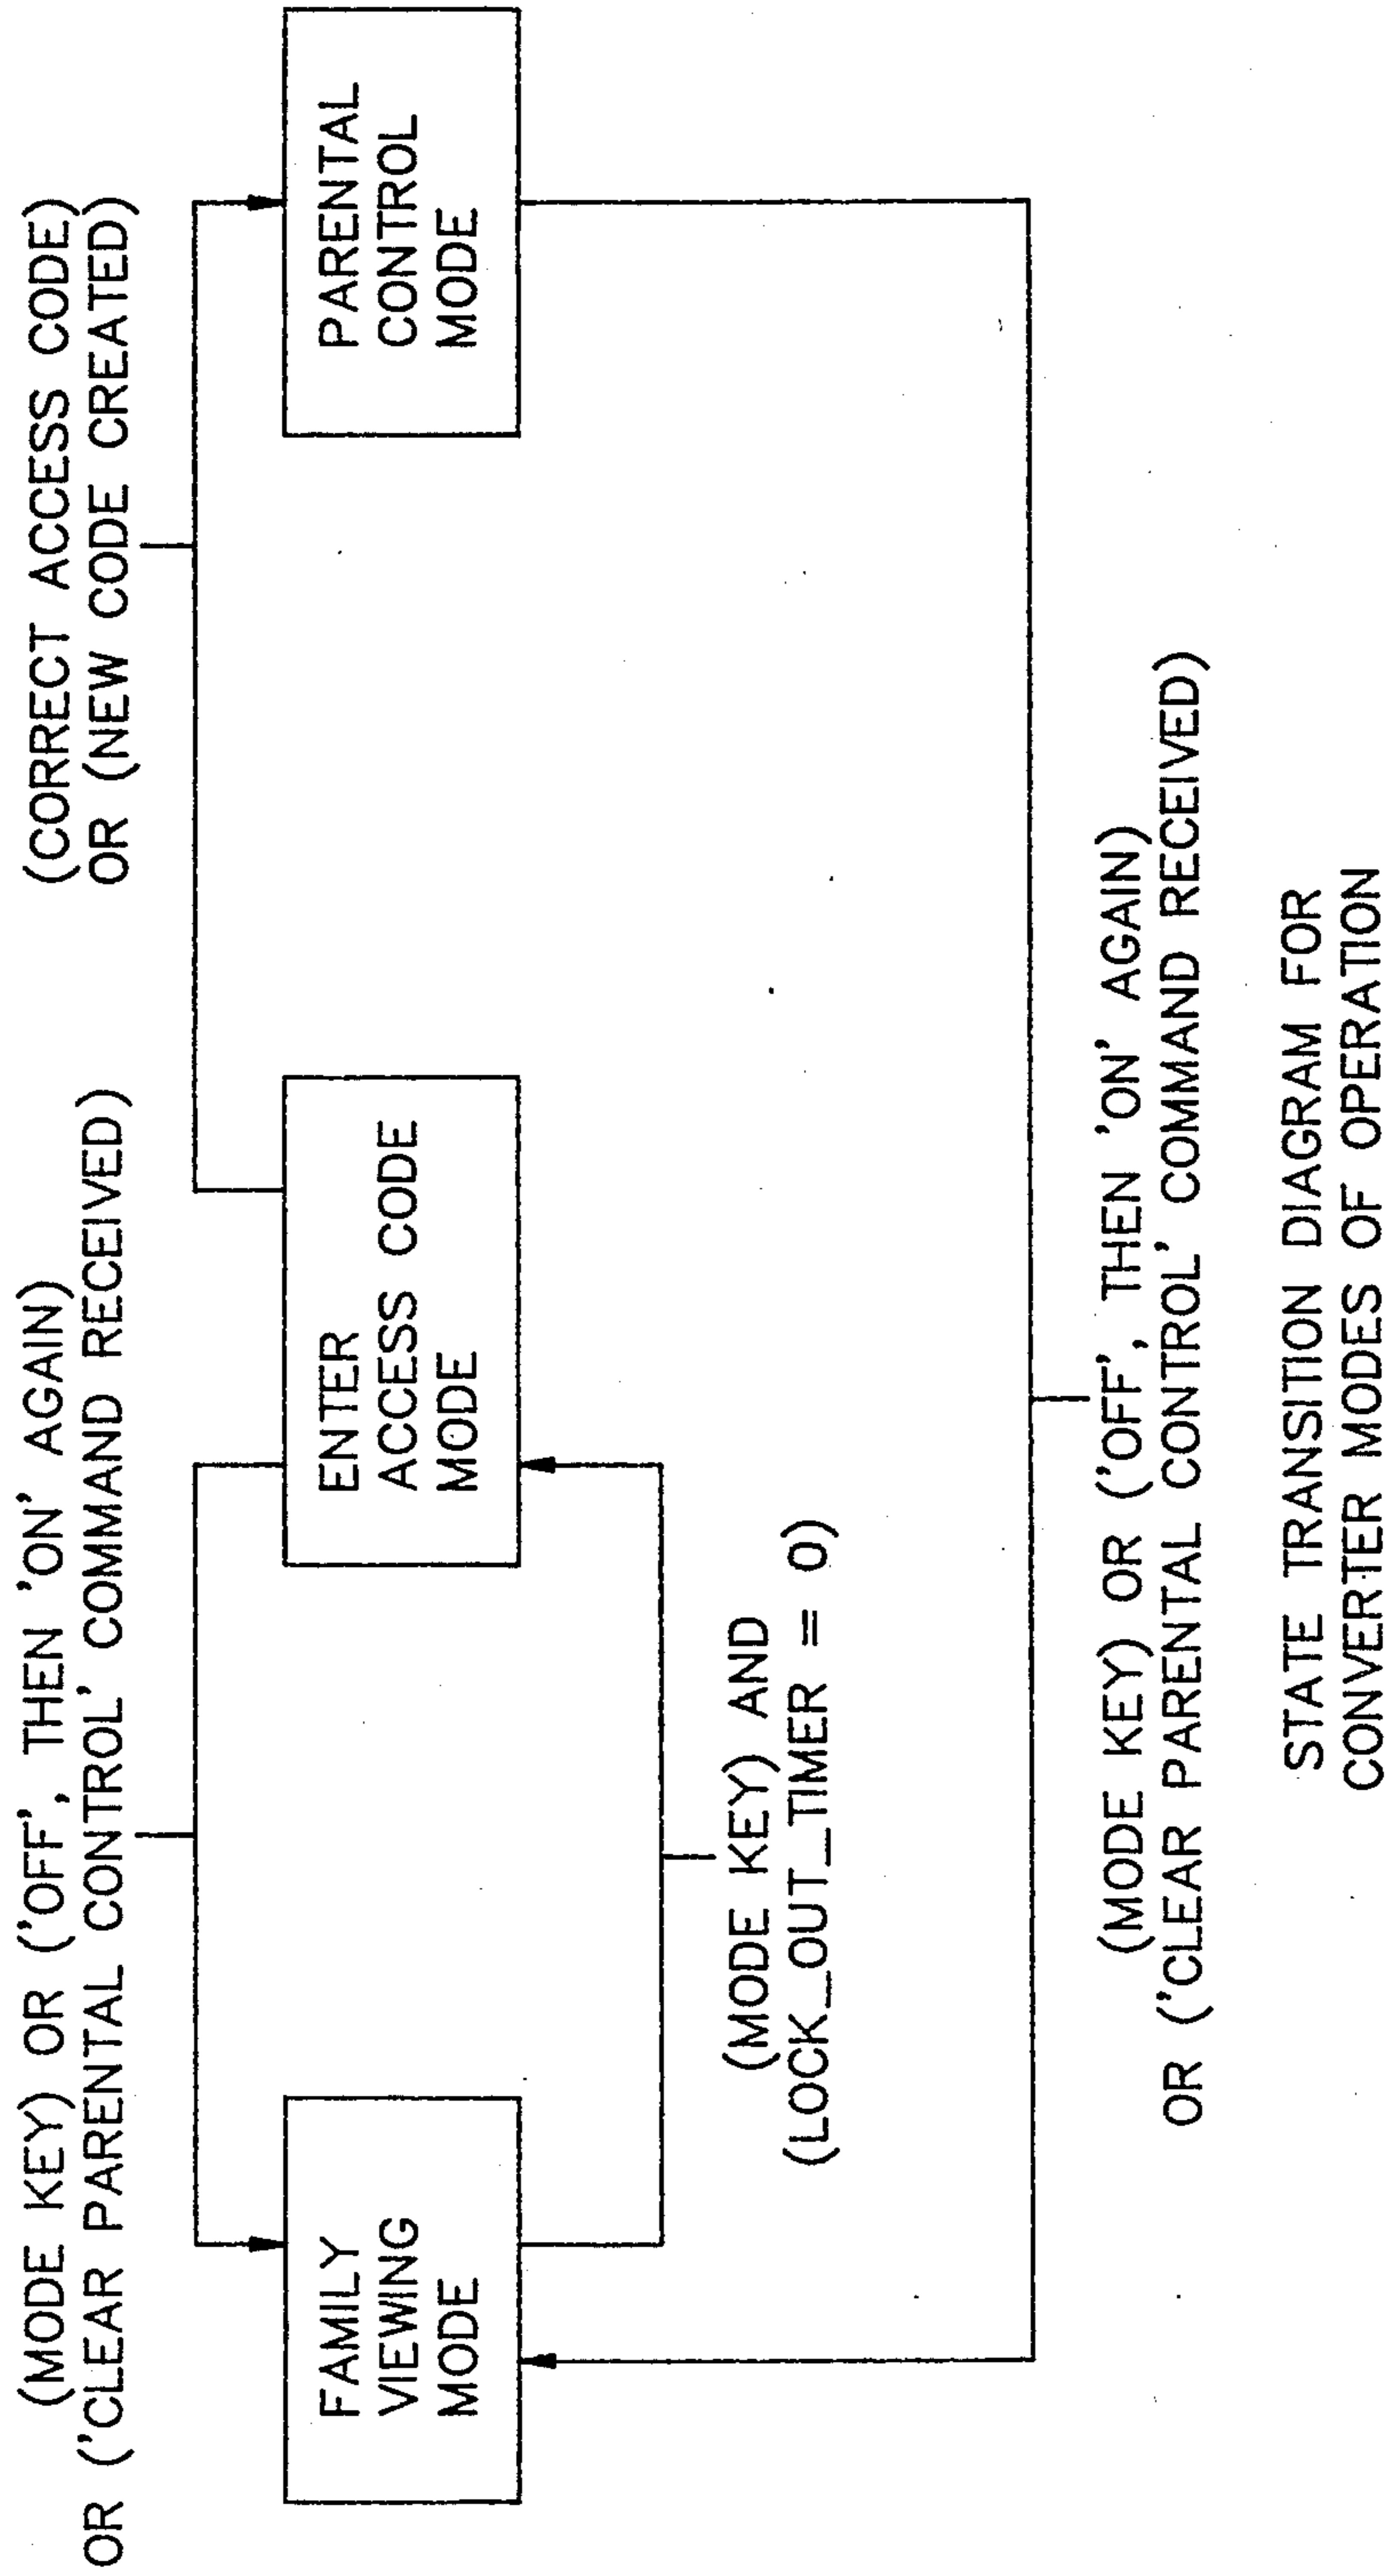 (MODE KEY) OR ('OFF', THEN 'ON' AGAIN)
OR ('CLEAR PARENTAL CONTROL' COMMAND RECEIVED)
(CORRECT ACCESS CODE)
OR (NEW CODE CREATED)
FAMILY
VIEWING
MODE
ENTER
ACCESS CODE
MODE
PARENTAL
CONTROL
MODE
(MODE KEY) AND
(LOCK_OUT_TIMER = 0)
(MODE KEY) OR ('OFF', THEN 'ON' AGAIN)
OR ('CLEAR PARENTAL CONTROL' COMMAND RECEIVED)
STATE TRANSITION DIAGRAM FOR
CONVERTER MODES OF OPERATION